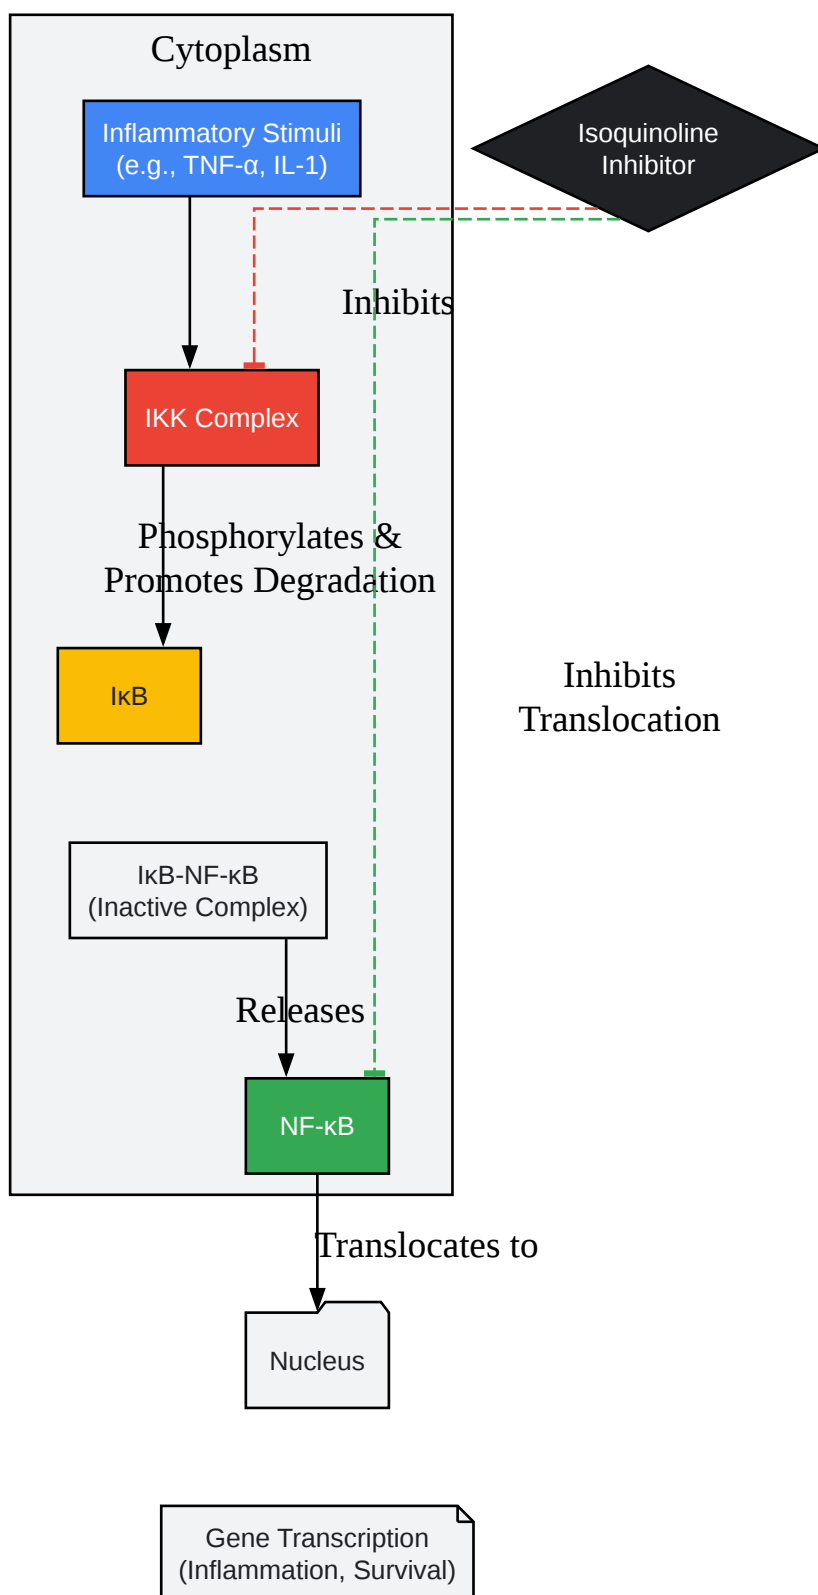 Cytoplasm
Inflammatory Stimuli
(e.g., TNF-α, IL-1)
Isoquinoline
Inhibitor
Inhibits
IKK Complex
Phosphorylates &
Promotes Degradation
Inhibits
Translocation
IκB
IκB-NF-κB
(Inactive Complex)
Releases
NF-κB
Translocates to
Nucleus
Gene Transcription
(Inflammation, Survival)